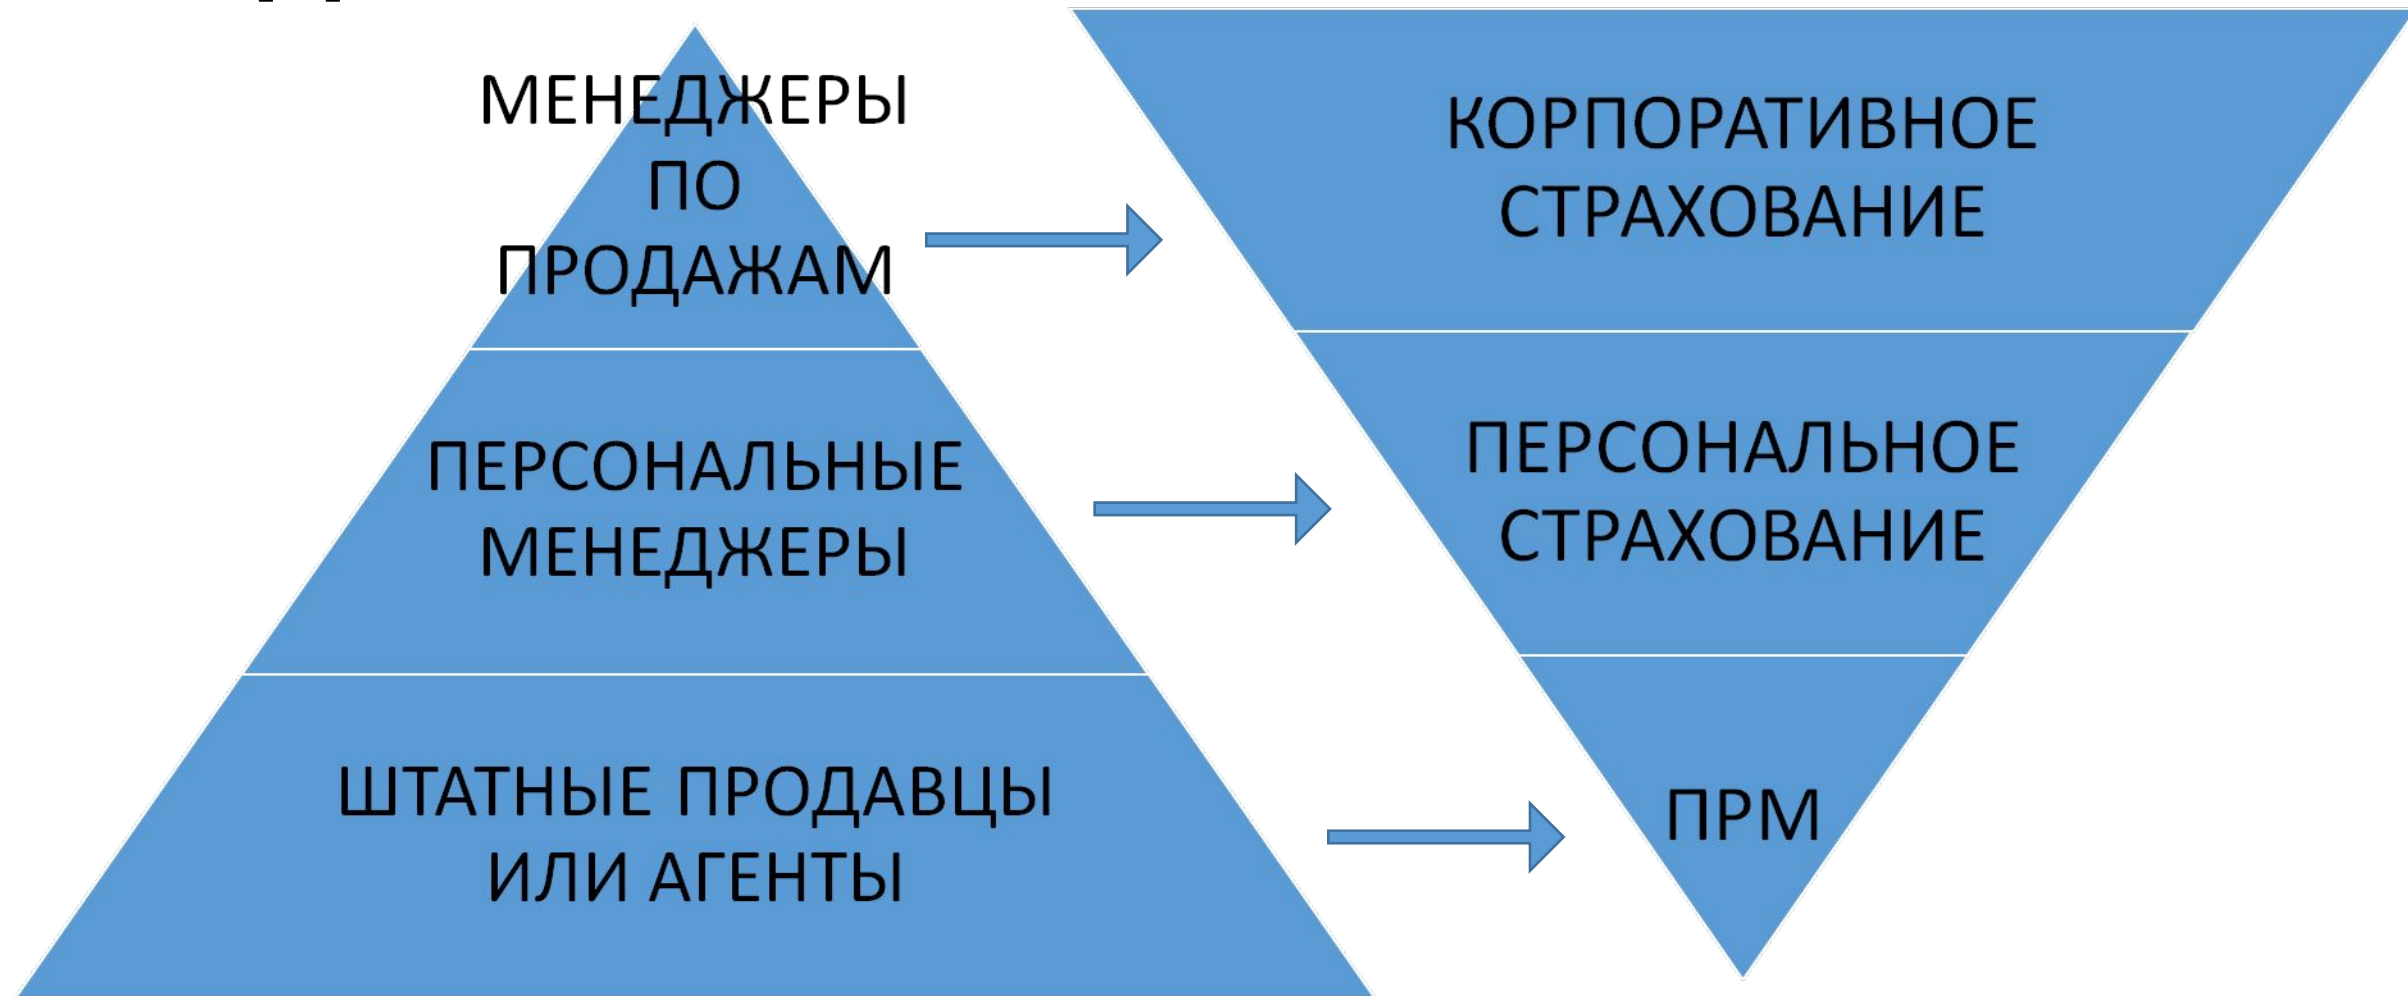 МЕНЕДЖЕРЫ
ПО
ПРОДАЖАМ
ПЕРСОНАЛЬНЫЕ
МЕНЕДЖЕРЫ
ШТАТНЫЕ ПРОДАВЦЫ
ИЛИ АГЕНТЫ
КОРПОРАТИВНОЕ
СТРАХОВАНИЕ
ПЕРСОНАЛЬНОЕ
СТРАХОВАНИЕ
ПРМ